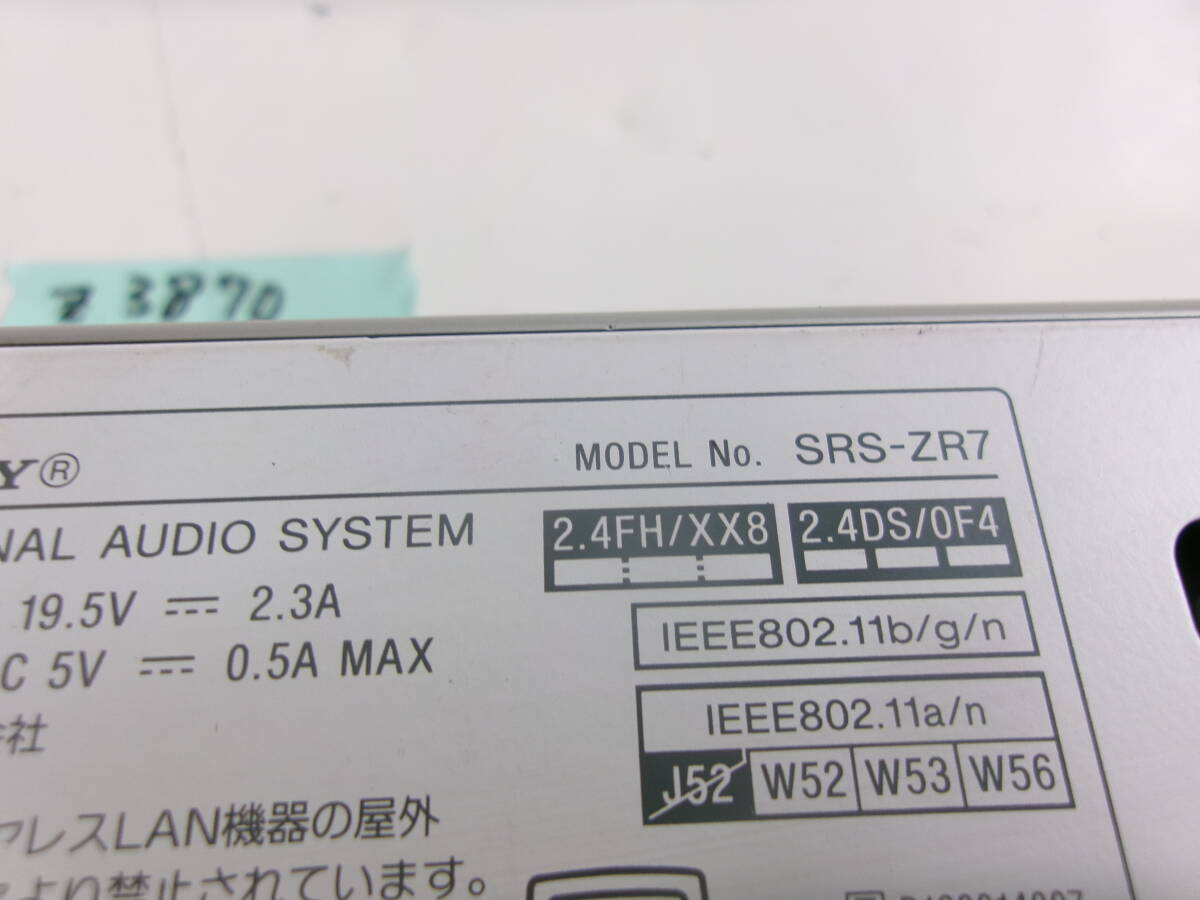 Z 3870
Y®
MODEL No. SRS-ZR7
NAL AUDIO SYSTEM
2.4FH/XX8
2.4DS/OF4
19.5V ⎓ 2.3A
IEEE802.11b/g/n
C 5V ⎓ 0.5A MAX
IEEE802.11a/n
会社
J52 W52 W53 W56
ヤレスLAN機器の屋外
より禁止されています。